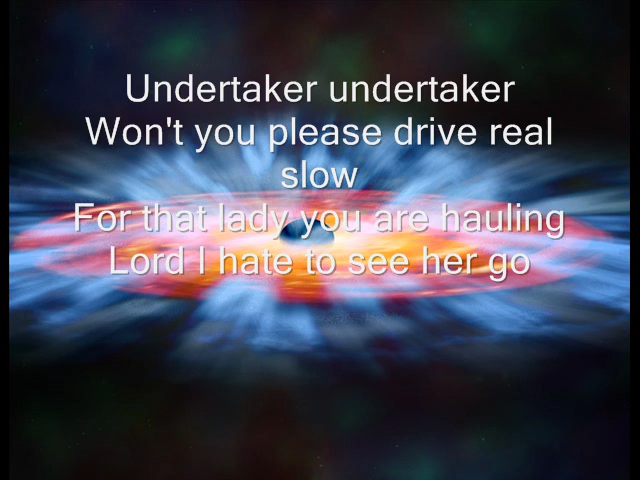 Undertaker undertaker
Won't you please drive real
slow
For that lady you are hauling
Lord I hate to see her go